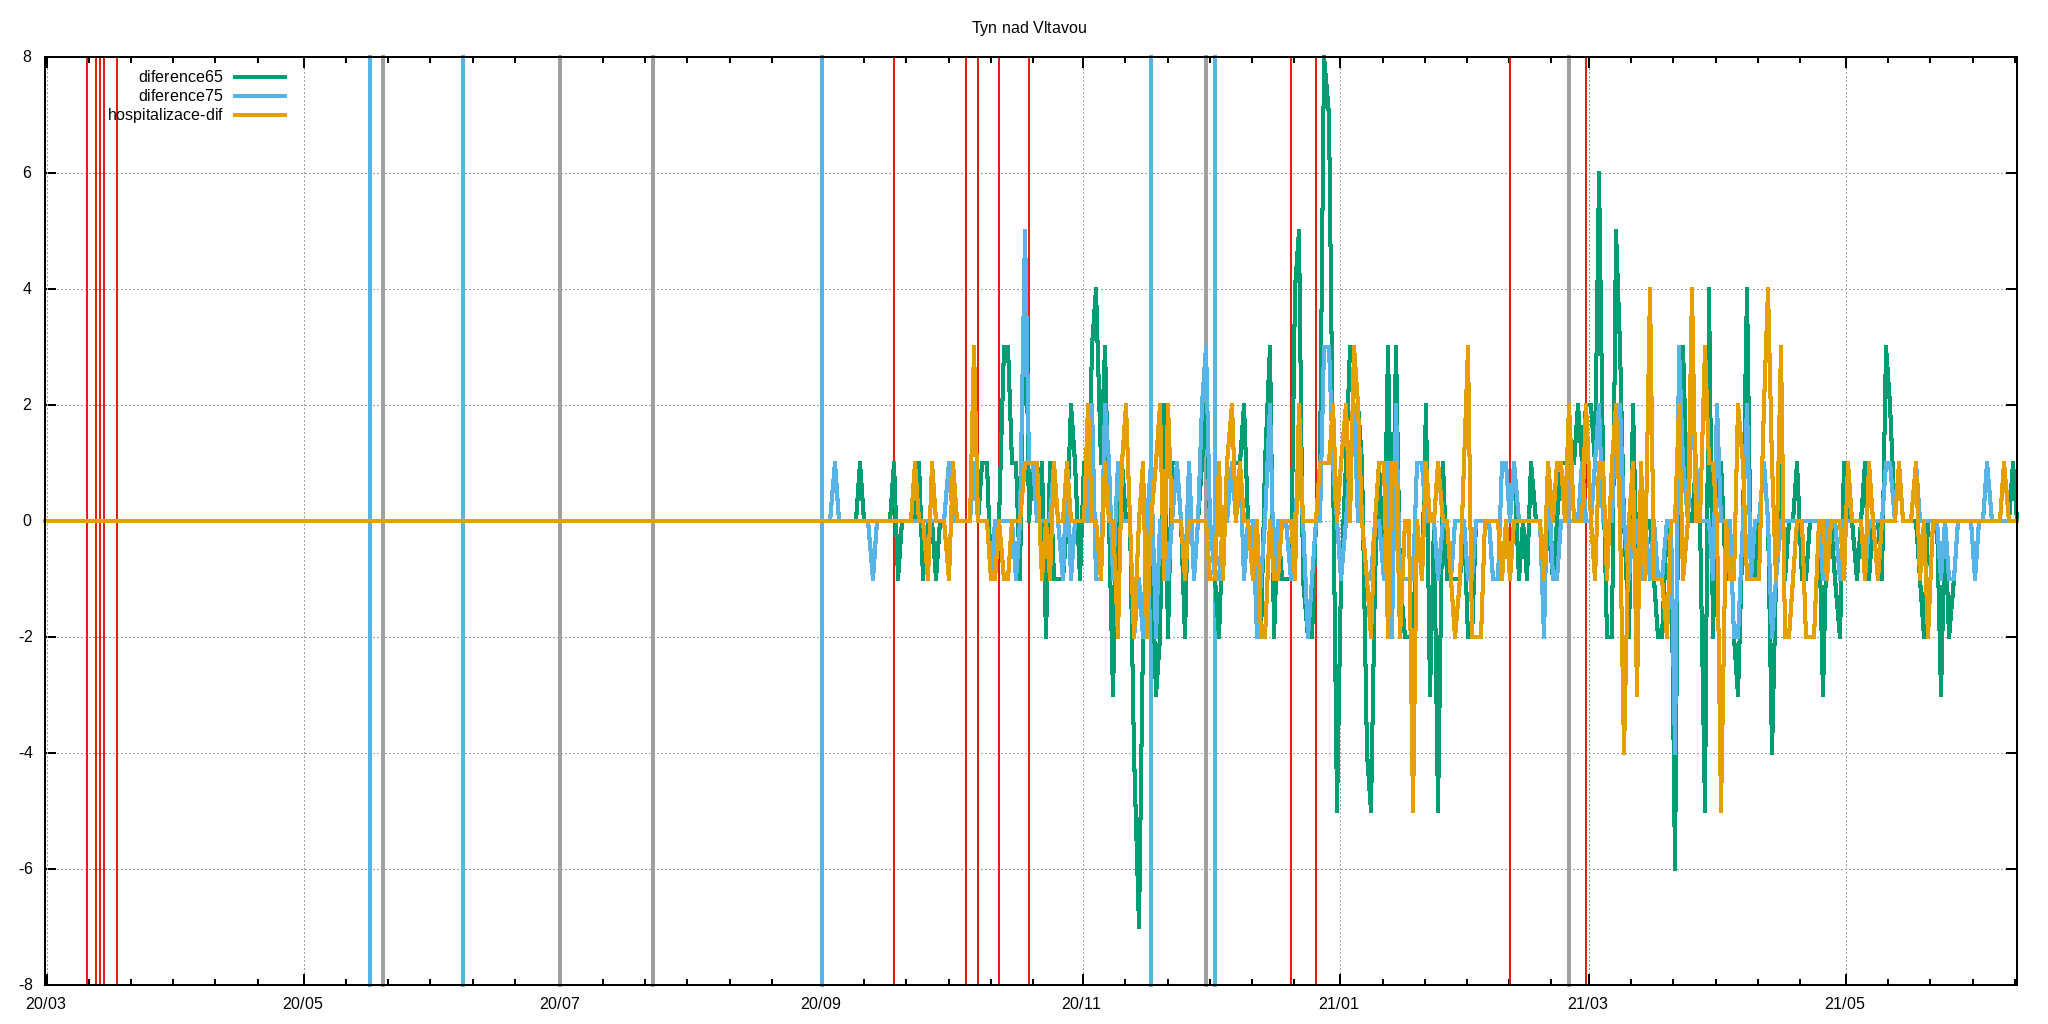 Tyn nad Vltavou
8
diference65
diference75
hospitalizace-dif
6
4
2
0
-2
-4
-6
-8
20/03 20/05 20/07 20/09 20/11 21/01 21/03 21/05